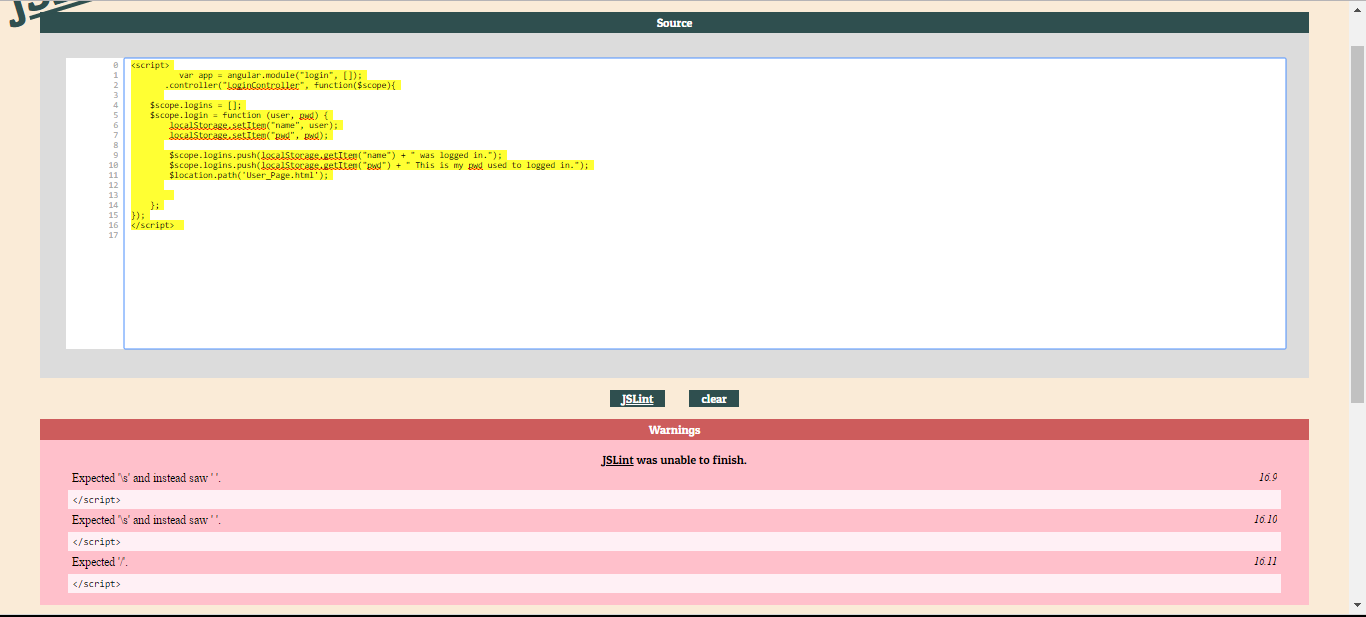 JSLint
Source
0 <script>
1 var app = angular.module("login", []);
2 .controller("LoginController", function($scope){
3
4 $scope.logins = [];
5 $scope.login = function (user, pwd) {
6 localStorage.setItem("name", user);
7 localStorage.setItem("pwd", pwd);
8
9 $scope.logins.push(localStorage.getItem("name") + " was logged in.");
10 $scope.logins.push(localStorage.getItem("pwd") + " This is my pwd used to logged in.");
11 $location.path('User_Page.html');
12
13
14 };
15 });
16 </script>
17
JSLint clear
Warnings
JSLint was unable to finish.
Expected '\s' and instead saw ' '. 16.9
</script>
Expected '\s' and instead saw ' '. 16.10
</script>
Expected '/'. 16.11
</script>